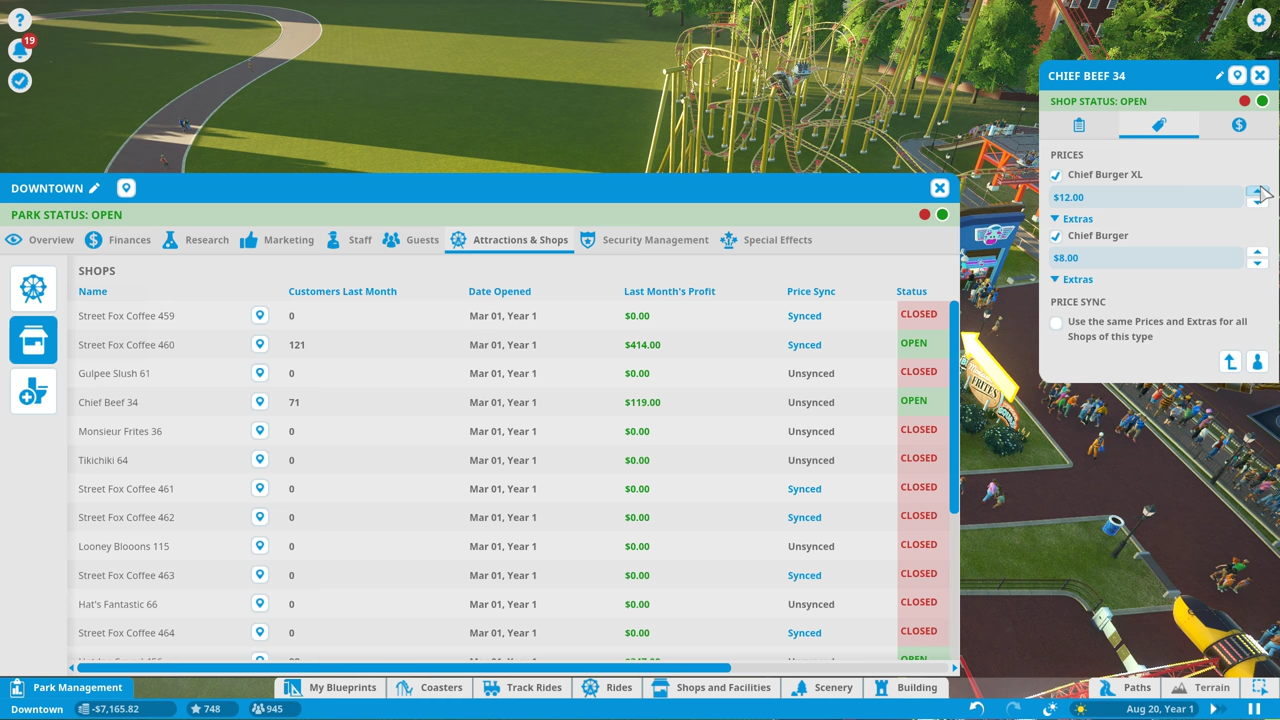 ?
19
CHIEF BEEF 34
SHOP STATUS: OPEN
PRICES
Chief Burger XL
$12.00
Extras
Chief Burger
$8.00
Extras
PRICE SYNC
Use the same Prices and Extras for all
Shops of this type
DOWNTOWN
PARK STATUS: OPEN
Overview Finances Research Marketing Staff Guests Attractions & Shops Security Management Special Effects
SHOPS
Name Customers Last Month Date Opened Last Month's Profit Price Sync Status
Street Fox Coffee 459 0 Mar 01, Year 1 $0.00 Synced CLOSED
Street Fox Coffee 460 121 Mar 01, Year 1 $414.00 Synced OPEN
Gulpee Slush 61 0 Mar 01, Year 1 $0.00 Unsynced CLOSED
Chief Beef 34 71 Mar 01, Year 1 $119.00 Unsynced OPEN
Monsieur Frites 36 0 Mar 01, Year 1 $0.00 Unsynced CLOSED
Tikichiki 64 0 Mar 01, Year 1 $0.00 Unsynced CLOSED
Street Fox Coffee 461 0 Mar 01, Year 1 $0.00 Synced CLOSED
Street Fox Coffee 462 0 Mar 01, Year 1 $0.00 Synced CLOSED
Looney Blooons 115 0 Mar 01, Year 1 $0.00 Unsynced CLOSED
Street Fox Coffee 463 0 Mar 01, Year 1 $0.00 Synced CLOSED
Hat's Fantastic 66 0 Mar 01, Year 1 $0.00 Unsynced CLOSED
Street Fox Coffee 464 0 Mar 01, Year 1 $0.00 Synced CLOSED
OPEN
FRITES
Park Management My Blueprints Coasters Track Rides Rides Shops and Facilities Scenery Building Paths Terrain
Downtown -$7,165.82 748 945 Aug 20, Year 1